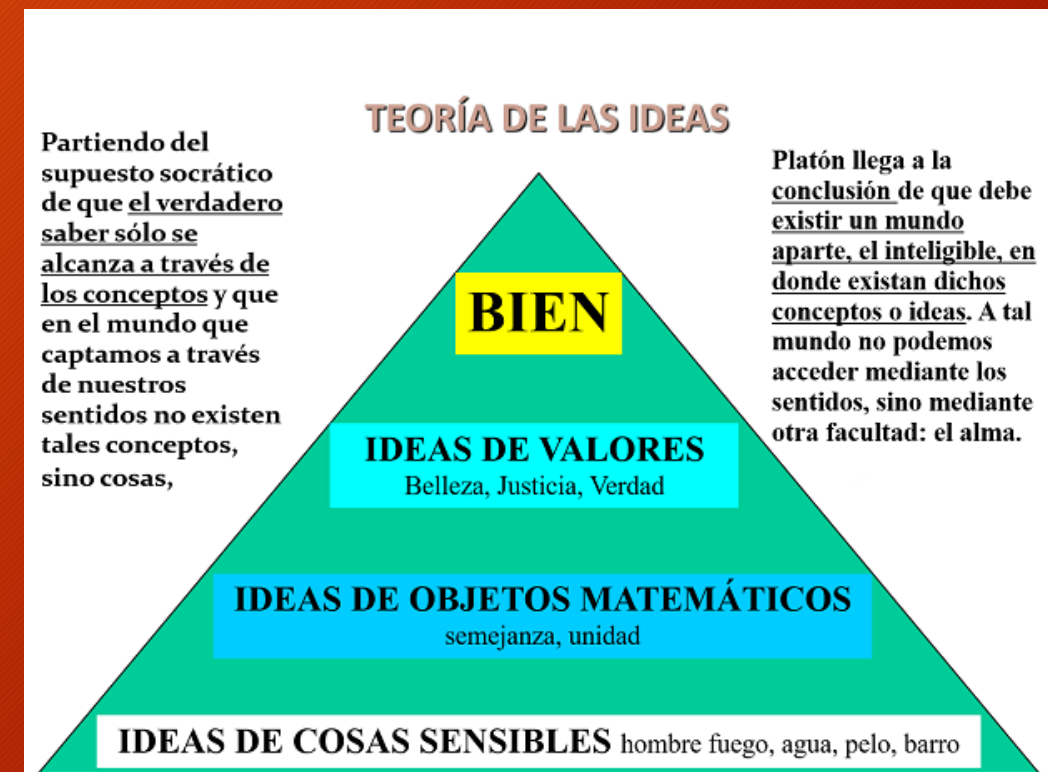 TEORÍA DE LAS IDEAS
Partiendo del
supuesto socrático
de que el verdadero
saber sólo se
alcanza a través de
los conceptos y que
en el mundo que
captamos a través
de nuestros
sentidos no existen
tales conceptos,
sino cosas,
Platón llega a la
conclusión de que debe
existir un mundo
aparte, el inteligible, en
donde existan dichos
conceptos o ideas. A tal
mundo no podemos
acceder mediante los
sentidos, sino mediante
otra facultad: el alma.
BIEN
IDEAS DE VALORES
Belleza, Justicia, Verdad
IDEAS DE OBJETOS MATEMÁTICOS
semejanza, unidad
IDEAS DE COSAS SENSIBLES hombre fuego, agua, pelo, barro